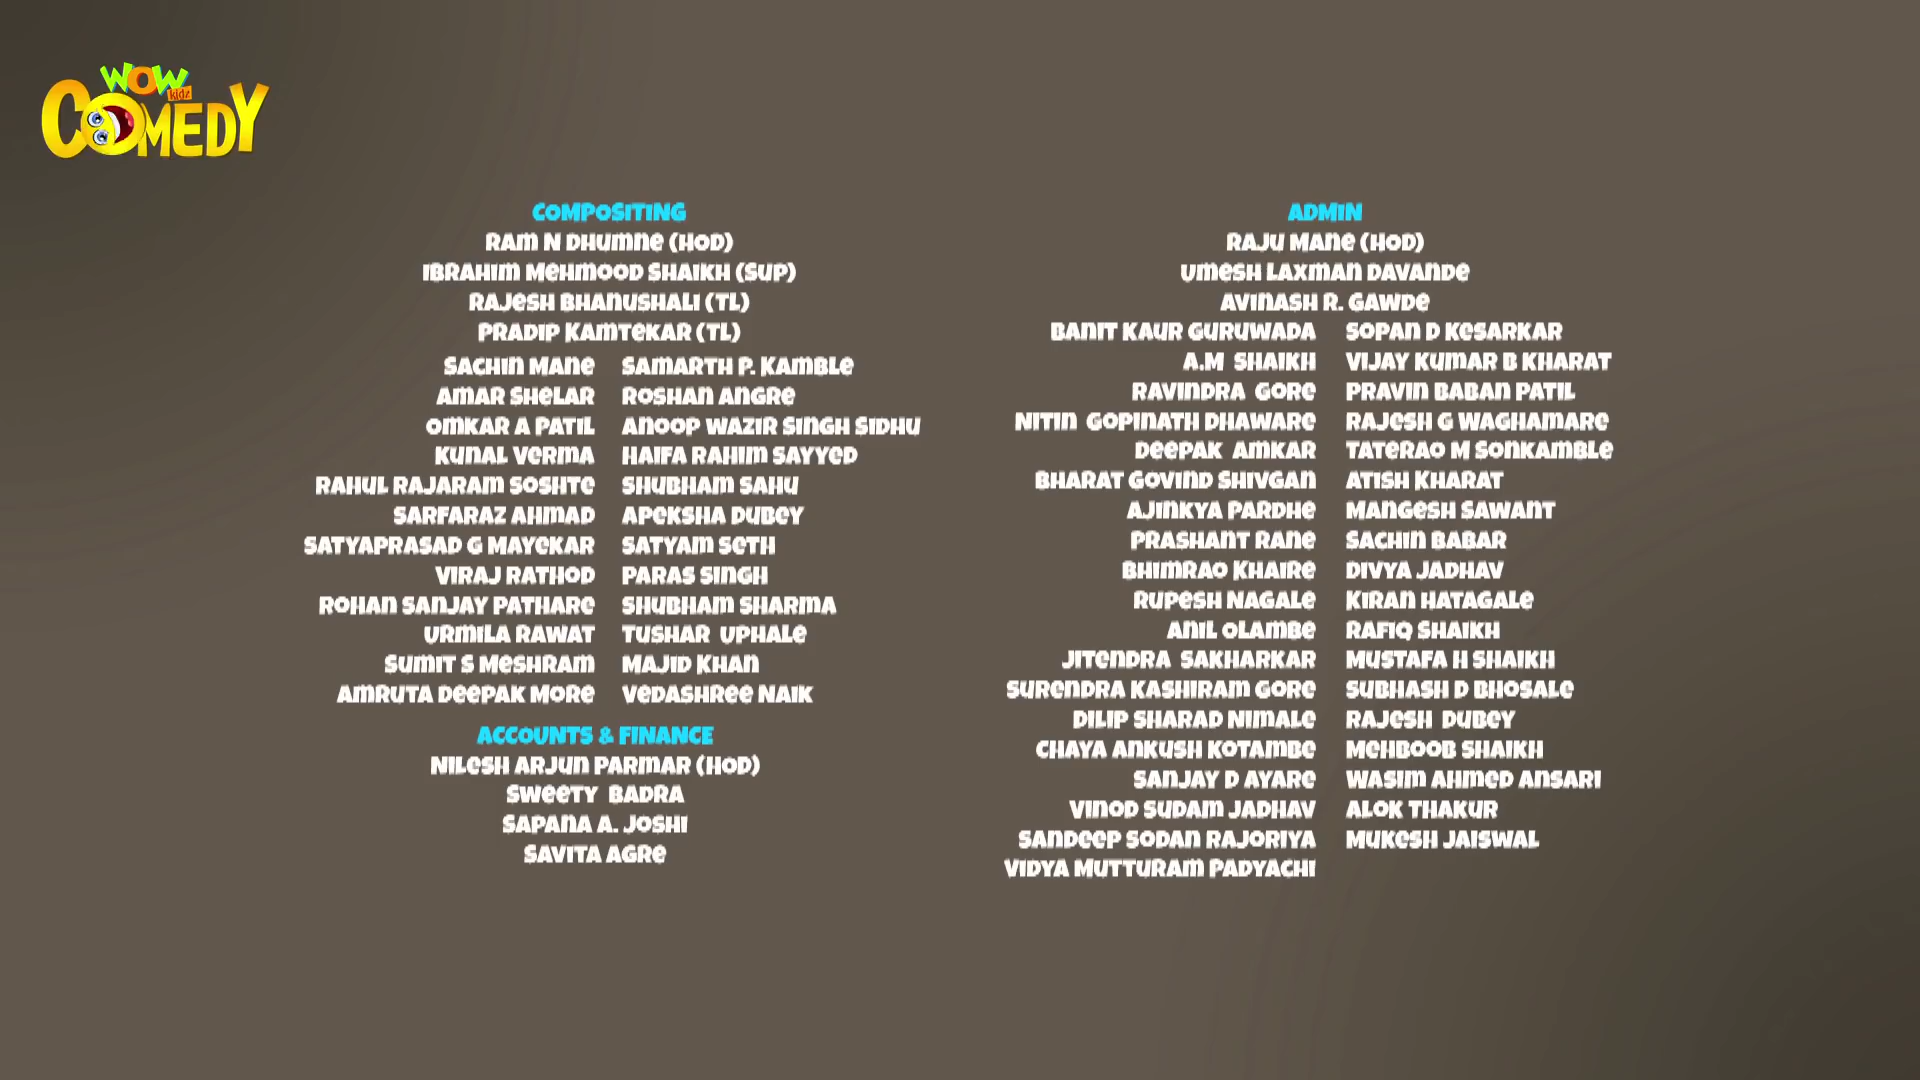 WOW
kidz
COMEDY
COMPOSITING
RAM N DHUMNE (HOD)
IBRAHIM MEHMOOD SHAIKH (SUP)
RAJESH BHANUSHALI (TL)
PRADIP KAMTEKAR (TL)
SACHIN MANE SAMARTH P. KAMBLE
AMAR SHELAR ROSHAN ANGRE
OMKAR A PATIL ANOOP WAZIR SINGH SIDHU
KUNAL VERMA HAIFA RAHIM SAYYED
RAHUL RAJARAM SOSHTE SHUBHAM SAHU
SARFARAZ AHMAD APEKSHA DUBEY
SATYAPRASAD G MAYEKAR SATYAM SETH
VIRAJ RATHOD PARAS SINGH
ROHAN SANJAY PATHARE SHUBHAM SHARMA
URMILA RAWAT TUSHAR UPHALE
SUMIT S MESHRAM MAJID KHAN
AMRUTA DEEPAK MORE VEDASHREE NAIK
ACCOUNTS & FINANCE
NILESH ARJUN PARMAR (HOD)
SWEETY BADRA
SAPANA A. JOSHI
SAVITA AGRE
ADMIN
RAJU MANE (HOD)
UMESH LAXMAN DAVANDE
AVINASH R. GAWDE
BANIT KAUR GURUWADA SOPAN D KESARKAR
A.M SHAIKH VIJAY KUMAR B KHARAT
RAVINDRA GORE PRAVIN BABAN PATIL
NITIN GOPINATH DHAWARE RAJESH G WAGHAMARE
DEEPAK AMKAR TATERAO M SONKAMBLE
BHARAT GOVIND SHIVGAN ATISH KHARAT
AJINKYA PARDHE MANGESH SAWANT
PRASHANT RANE SACHIN BABAR
BHIMRAO KHAIRE DIVYA JADHAV
RUPESH NAGALE KIRAN HATAGALE
ANIL OLAMBE RAFIQ SHAIKH
JITENDRA SAKHARKAR MUSTAFA H SHAIKH
SURENDRA KASHIRAM GORE SUBHASH D BHOSALE
DILIP SHARAD NIMALE RAJESH DUBEY
CHAYA ANKUSH KOTAMBE MEHBOOB SHAIKH
SANJAY D AYARE WASIM AHMED ANSARI
VINOD SUDAM JADHAV ALOK THAKUR
SANDEEP SODAN RAJORIYA MUKESH JAISWAL
VIDYA MUTTURAM PADYACHI